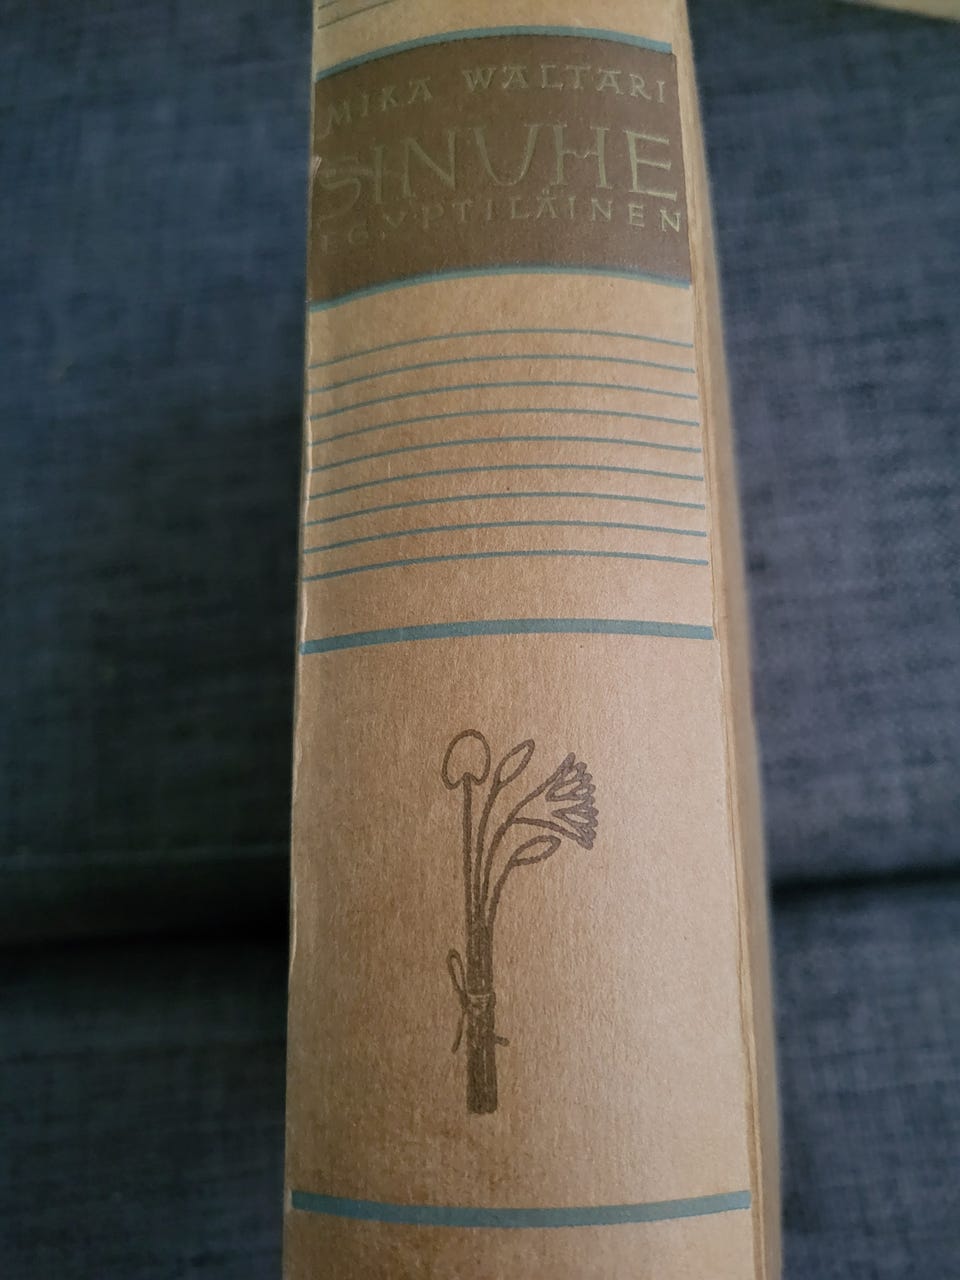 MIKA WALTARI
SINUHE
EGYPTILÄINEN